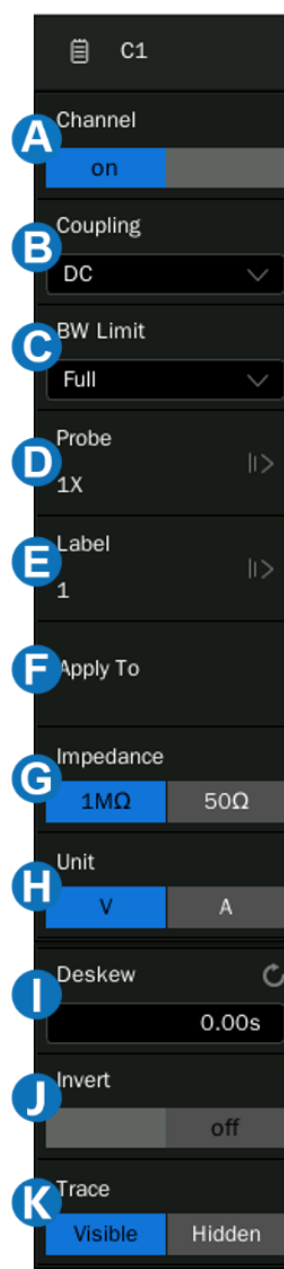 C1
A Channel
on
B Coupling
DC
C BW Limit
Full
D Probe
1X
E Label
1
F Apply To
G Impedance
1MΩ 50Ω
H Unit
V A
I Deskew
0.00s
J Invert
off
K Trace
Visible Hidden